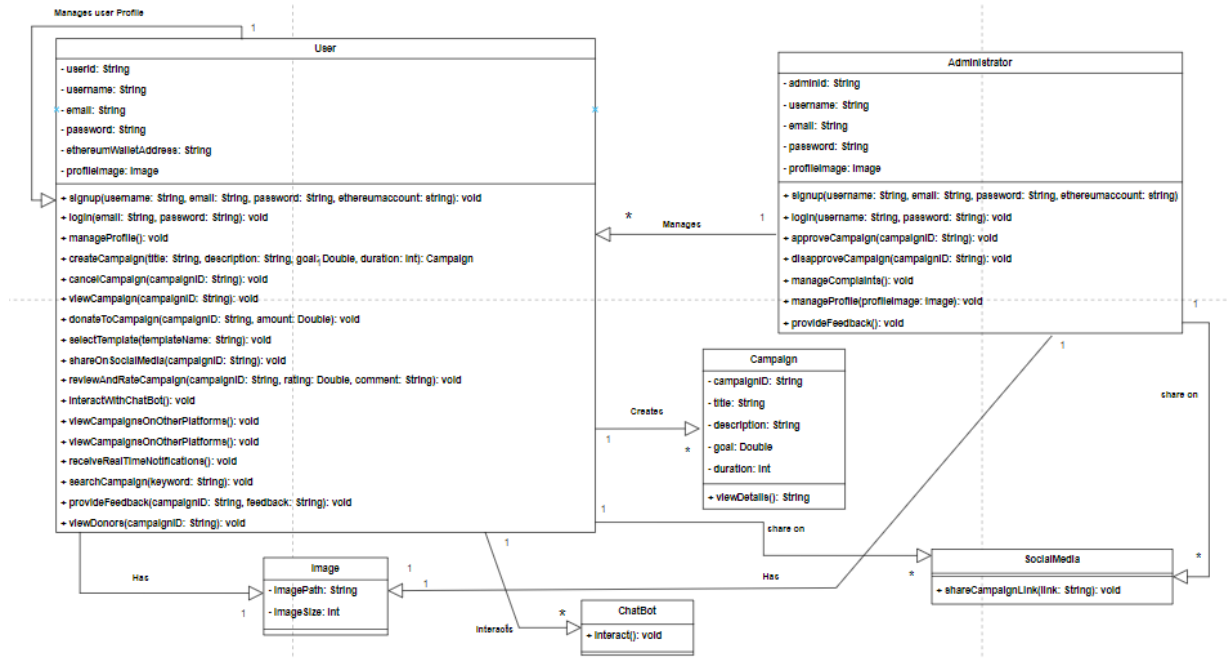 Manages user Profile
1
User
- userId: String
- username: String
- email: String
- password: String
- ethereumWalletAddress: String
- profileImage: Image
+ signup(username: String, email: String, password: String, ethereumaccount: string): void
+ login(email: String, password: String): void
+ manageProfile(): void
+ createCampaign(title: String, description: String, goal: Double, duration: Int): Campaign
+ cancelCampaign(campaignID: String): void
+ viewCampaign(campaignID: String): void
+ donateToCampaign(campaignID: String, amount: Double): void
+ selectTemplate(templateName: String): void
+ shareOnSocialMedia(campaignID: String): void
+ reviewAndRateCampaign(campaignID: String, rating: Double, comment: String): void
+ interactWithChatBot(): void
+ viewCampaignsOnOtherPlatforms(): void
+ viewCampaignsOnOtherPlatforms(): void
+ receiveRealTimeNotifications(): void
+ searchCampaign(keyword: String): void
+ provideFeedback(campaignID: String, feedback: String): void
+ viewDonors(campaignID: String): void
*
Manages
1
Administrator
- adminId: String
- username: String
- email: String
- password: String
- profileImage: Image
+ signup(username: String, email: String, password: String, ethereumaccount: string)
+ login(username: String, password: String): void
+ approveCampaign(campaignID: String): void
+ disapproveCampaign(campaignID: String): void
+ manageComplaints(): void
+ manageProfile(profileImage: Image): void
+ provideFeedback(): void
1
1
share on
Creates
1
*
Campaign
- campaignID: String
- title: String
- description: String
- goal: Double
- duration: Int
+ viewDetails(): String
1
share on
*
*
SocialMedia
+ shareCampaignLink(link: String): void
Has
1
Image
- ImagePath: String
- ImageSize: Int
1
1
Has
1
Interacts
*
ChatBot
+ Interact(): void